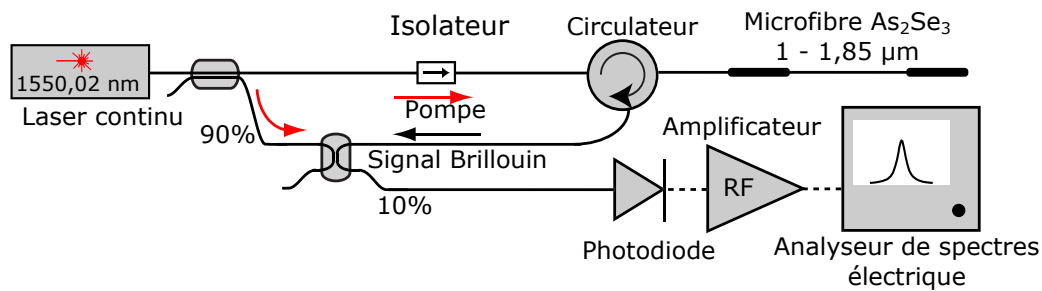 Isolateur
Circulateur
Microfibre As₂Se₃
1 - 1,85 µm
1550,02 nm
Laser continu
Pompe
90%
Signal Brillouin
Amplificateur
10%
RF
Photodiode
Analyseur de spectres
électrique